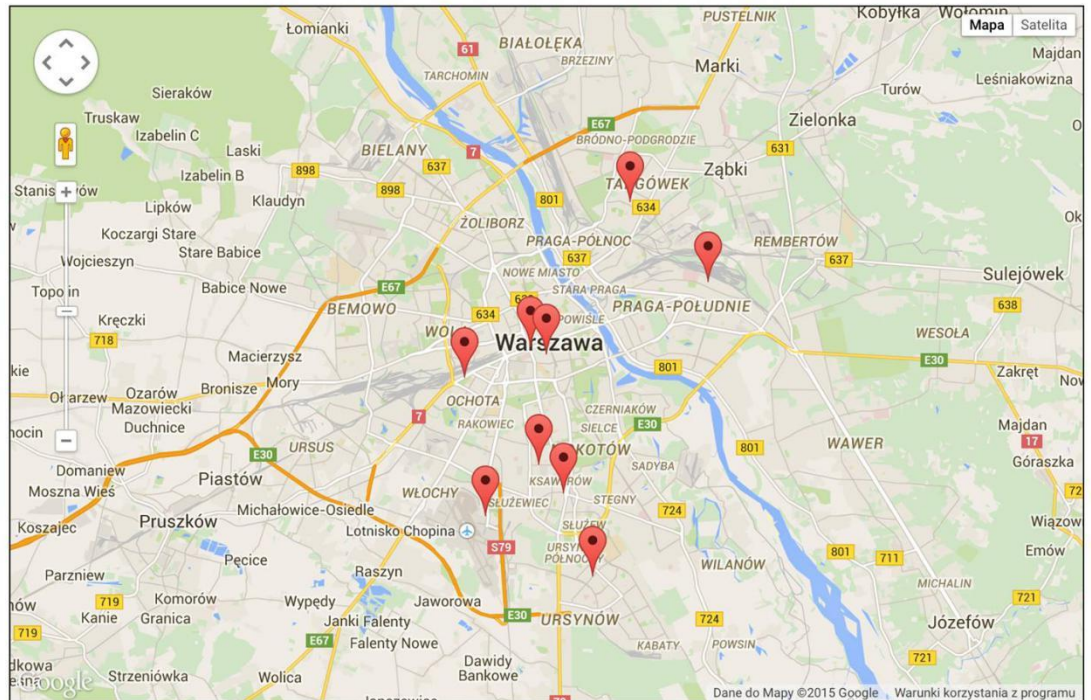 PUSTELNIK
Kobyłka
Łomianki
Mapa
Satelita
61
BIAŁOŁĘKA
BRZEZINY
Majdan
TARCHOMIN
Marki
Leśniakowizna
Sieraków
Turów
Truskaw
Izabelin C
E67
Zielonka
BRÓDNO-PODGRODZIE
Laski
BIELANY
7
631
637
Izabelin B
898
Ząbki
898
801
634
Lipków
Klaudyn
ŻOLIBORZ
Koczargi Stare
Stare Babice
PRAGA-PÓŁNOC
REMBERTÓW
637
637
Wojcieszyn
NOWE MIASTO
Sulejówek
E67
Babice Nowe
STARA PRAGA
BEMOWO
634
PRAGA-POŁUDNIE
638
Kręczki
POWIŚLE
718
Warszawa
WESOŁA
Macierzysz
801
E30
Zakręt
Ożarów
Mazowiecki
Bronisze
Mory
OCHOTA
Duchnice
7
CZERNIAKÓW
RAKOWIEC
SIELCE
E30
Majdan
17
URSUS
801
WAWER
E30
Góraszka
Domaniew
SADYBA
Piastów
KSAWERÓW
Moszna Wieś
WŁOCHY
STEGNY
SŁUŻEWIEC
Michałowice-Osiedle
724
Koszajec
Pruszków
Lotnisko Chopina
SŁUŻEW
S79
801
711
Emów
Pęcice
WILANÓW
Parzniew
Raszyn
MICHALIN
719
Komorów
Wypędy
Jaworowa
721
Kanie
Granica
Janki Falenty
E30
URSYNÓW
724
Józefów
719
E67
Falenty Nowe
KABATY
POWSIN
721
Dawidy
Bankowe
Strzeniówka
Wolica
Google
Dane do Mapy ©2015 Google
Warunki korzystania z programu